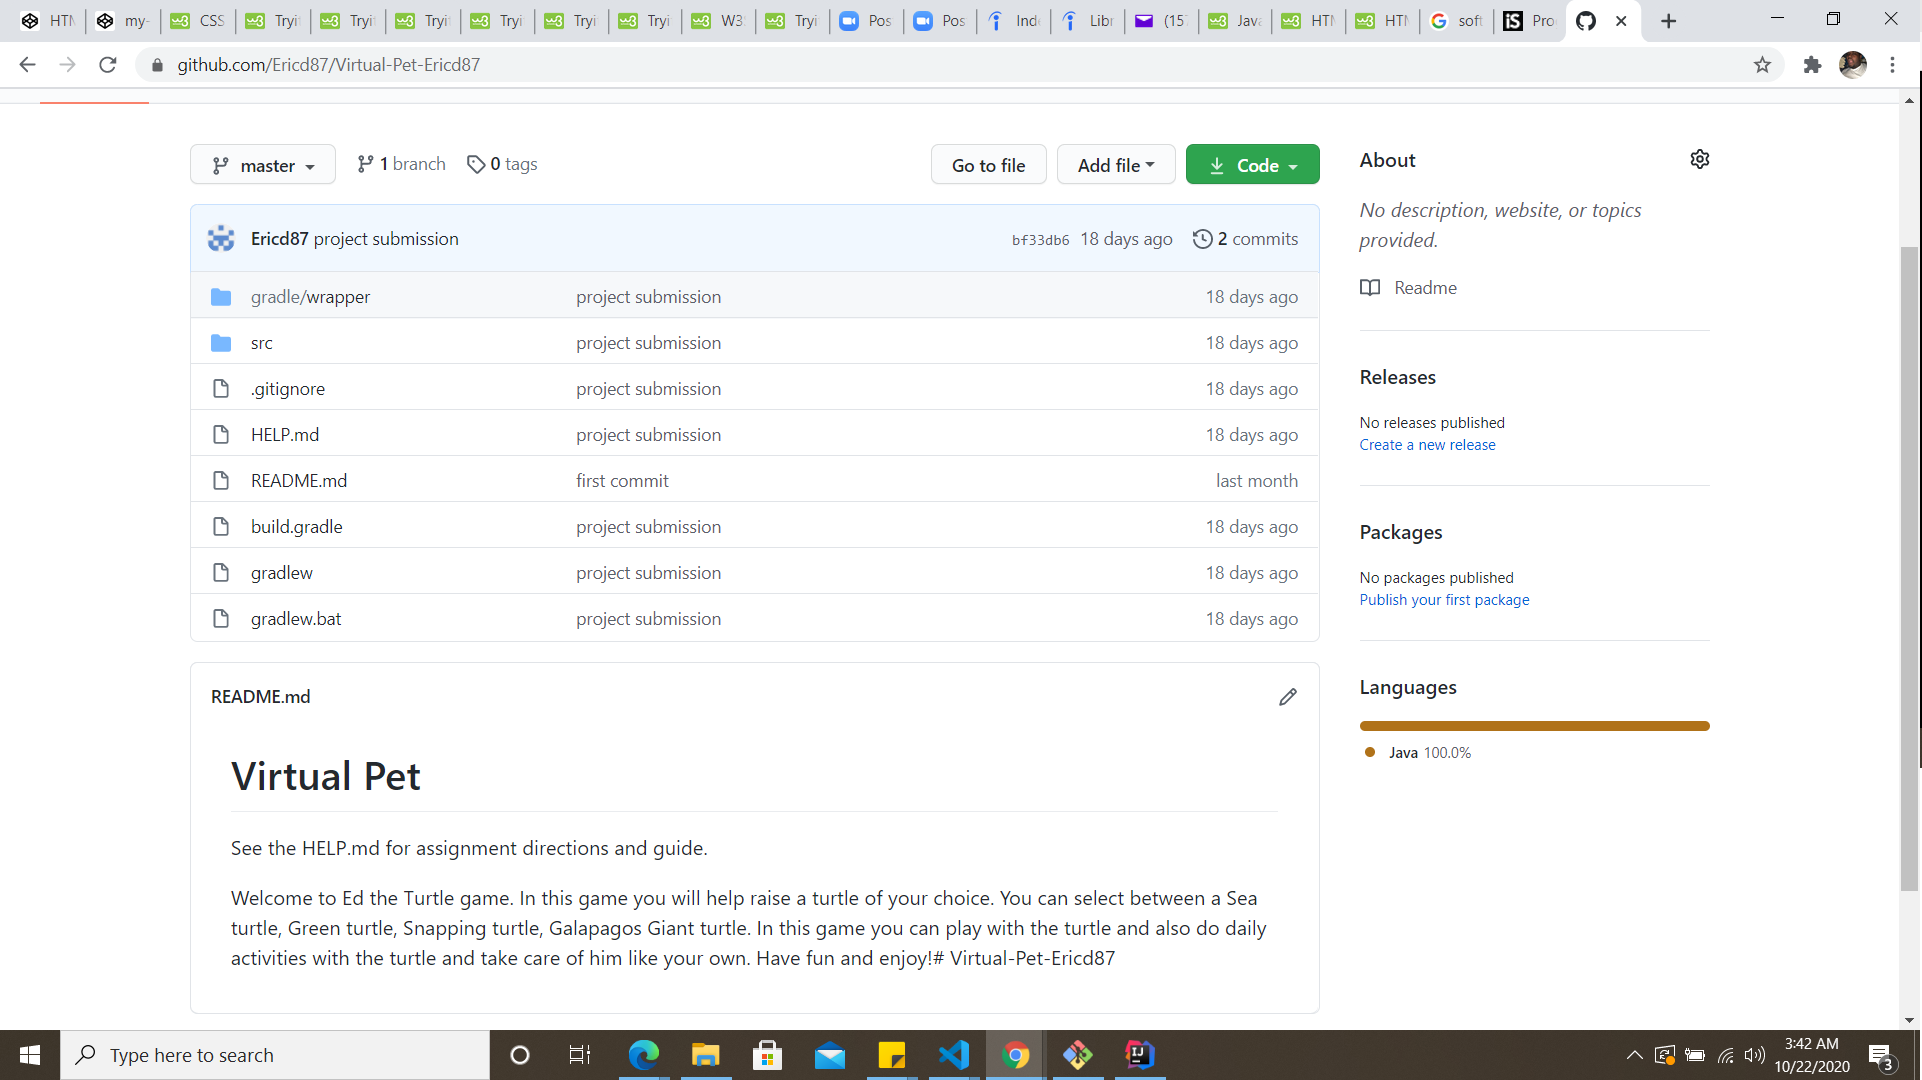 HTM my- CSS Tryit Tryit Tryit Tryi Tryi Tryi W3S Tryi Pos Pos Inde Libr (157 Java HTM HTM soft Pro
github.com/Ericd87/Virtual-Pet-Ericd87
master 1 branch 0 tags Go to file Add file Code
Ericd87 project submission bf33db6 18 days ago 2 commits
gradle/wrapper project submission 18 days ago
src project submission 18 days ago
.gitignore project submission 18 days ago
HELP.md project submission 18 days ago
README.md first commit last month
build.gradle project submission 18 days ago
gradlew project submission 18 days ago
gradlew.bat project submission 18 days ago
README.md
Virtual Pet
See the HELP.md for assignment directions and guide.
Welcome to Ed the Turtle game. In this game you will help raise a turtle of your choice. You can select between a Sea
turtle, Green turtle, Snapping turtle, Galapagos Giant turtle. In this game you can play with the turtle and also do daily
activities with the turtle and take care of him like your own. Have fun and enjoy!# Virtual-Pet-Ericd87
About
No description, website, or topics
provided.
Readme
Releases
No releases published
Create a new release
Packages
No packages published
Publish your first package
Languages
Java 100.0%
Type here to search
3:42 AM
10/22/2020
3